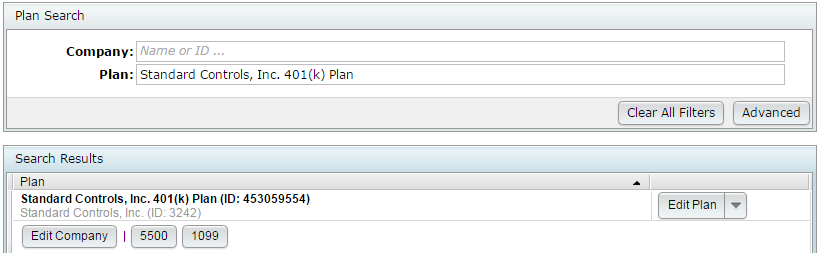 Plan Search
Company: Name or ID ...
Plan: Standard Controls, Inc. 401(k) Plan
Clear All Filters Advanced
Search Results
Plan
Standard Controls, Inc. 401(k) Plan (ID: 453059554)
Standard Controls, Inc. (ID: 3242)
Edit Plan
Edit Company | 5500 1099